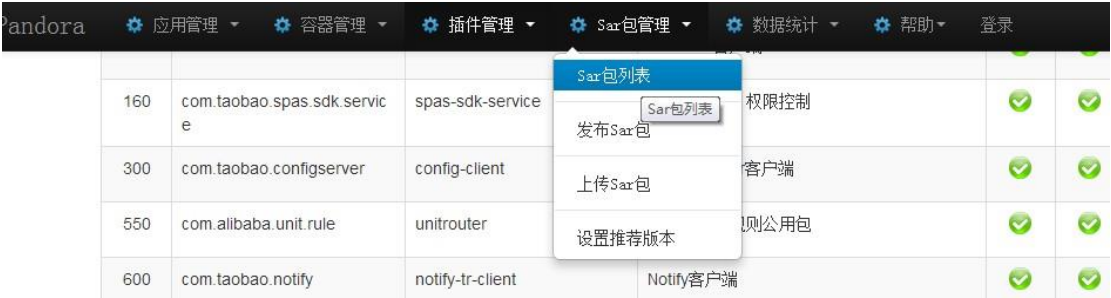 Pandora 应用管理 容器管理 插件管理 Sar包管理 数据统计 帮助 登录
Sar包列表
160 com.taobao.spas.sdk.servic
e spas-sdk-service Sar包列表 权限控制
发布Sar包
300 com.taobao.configserver config-client 客户端
上传Sar包
550 com.alibaba.unit.rule unitrouter 则公用包
设置推荐版本
600 com.taobao.notify notify-tr-client Notify客户端